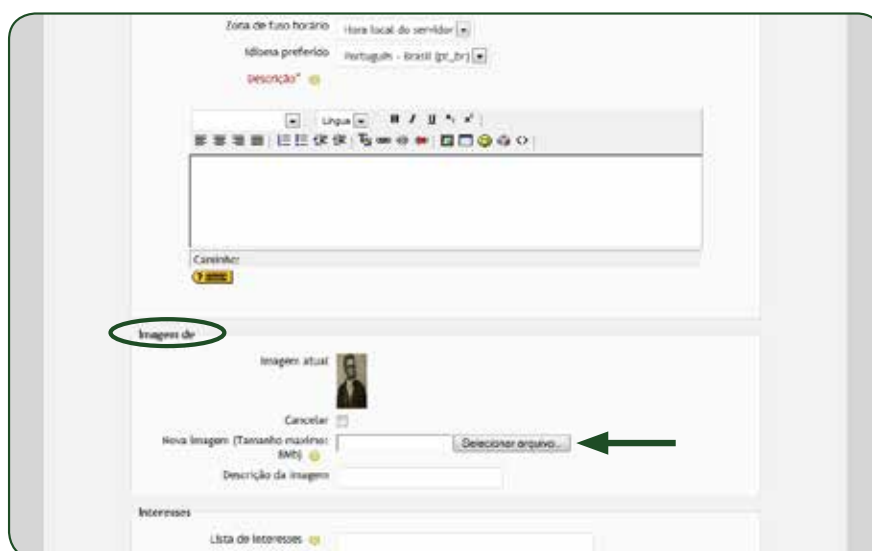 Zona de fuso horário Hora local do servidor
Idioma preferido Português - Brasil (pt_br)
Descrição*
Língua B I U
Caminho:
Imagem de
Imagem atual
Cancelar
Nova imagem (Tamanho máximo: Selecionar arquivo...
8Mb)
Descrição da imagem
Interesses
Lista de interesses